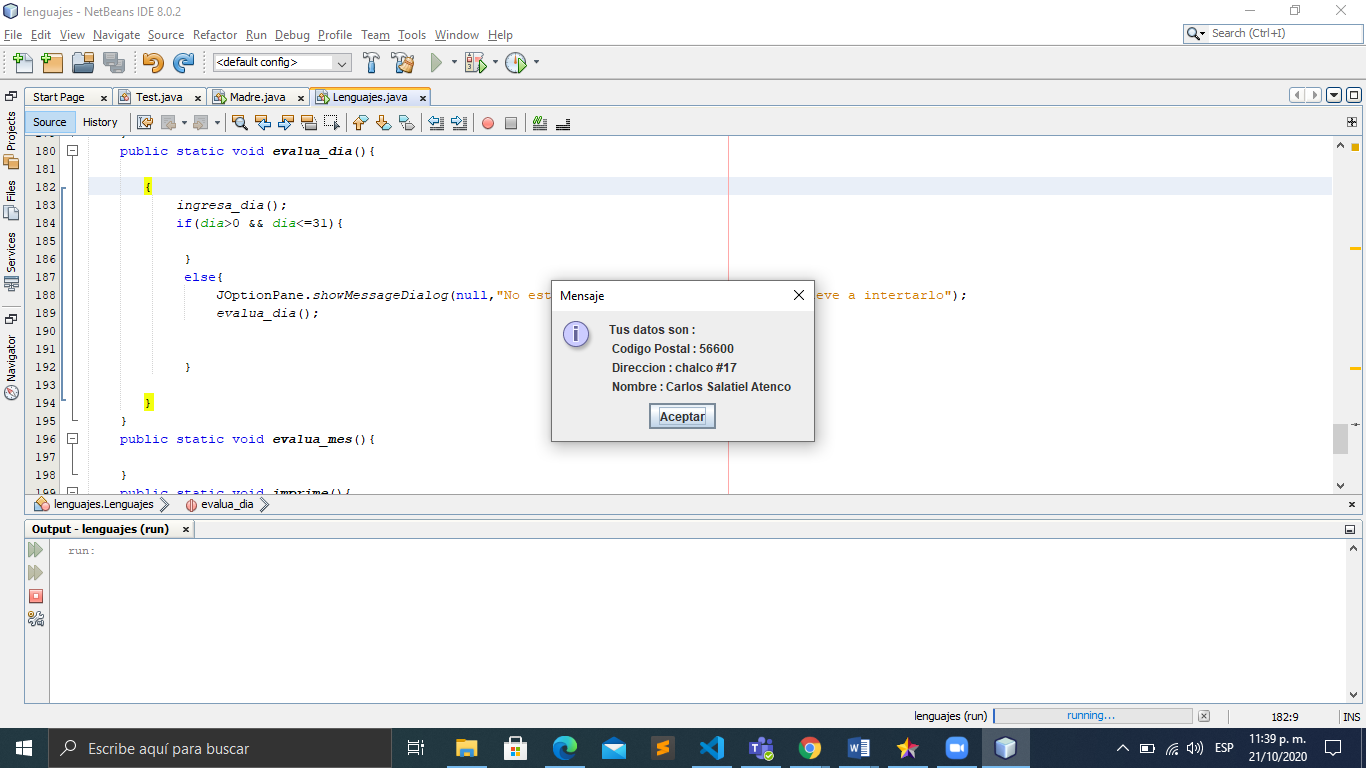 lenguajes - NetBeans IDE 8.0.2
File Edit View Navigate Source Refactor Run Debug Profile Team Tools Window Help
Search (Ctrl+I)
<default config>
Start Page Test.java Madre.java Lenguajes.java
Source History
Projects
Files
Services
Navigator
180 public static void evalua_dia(){
181
182 {
183 ingresa_dia();
184 if(dia>0 && dia<=31){
185
186 }
187 else{
188 JOptionPane.showMessageDialog(null,"No est eve a intertarlo");
189 evalua_dia();
190
191
192 }
193
194 }
195 }
196 public static void evalua_mes(){
197
198 }
199 public static void imprime(){
Mensaje
Tus datos son :
Codigo Postal : 56600
Direccion : chalco #17
Nombre : Carlos Salatiel Atenco
Aceptar
lenguajes.Lenguajes evalua_dia
Output - lenguajes (run)
run:
lenguajes (run) running... 182:9 INS
Escribe aquí para buscar
ESP
11:39 p. m.
21/10/2020